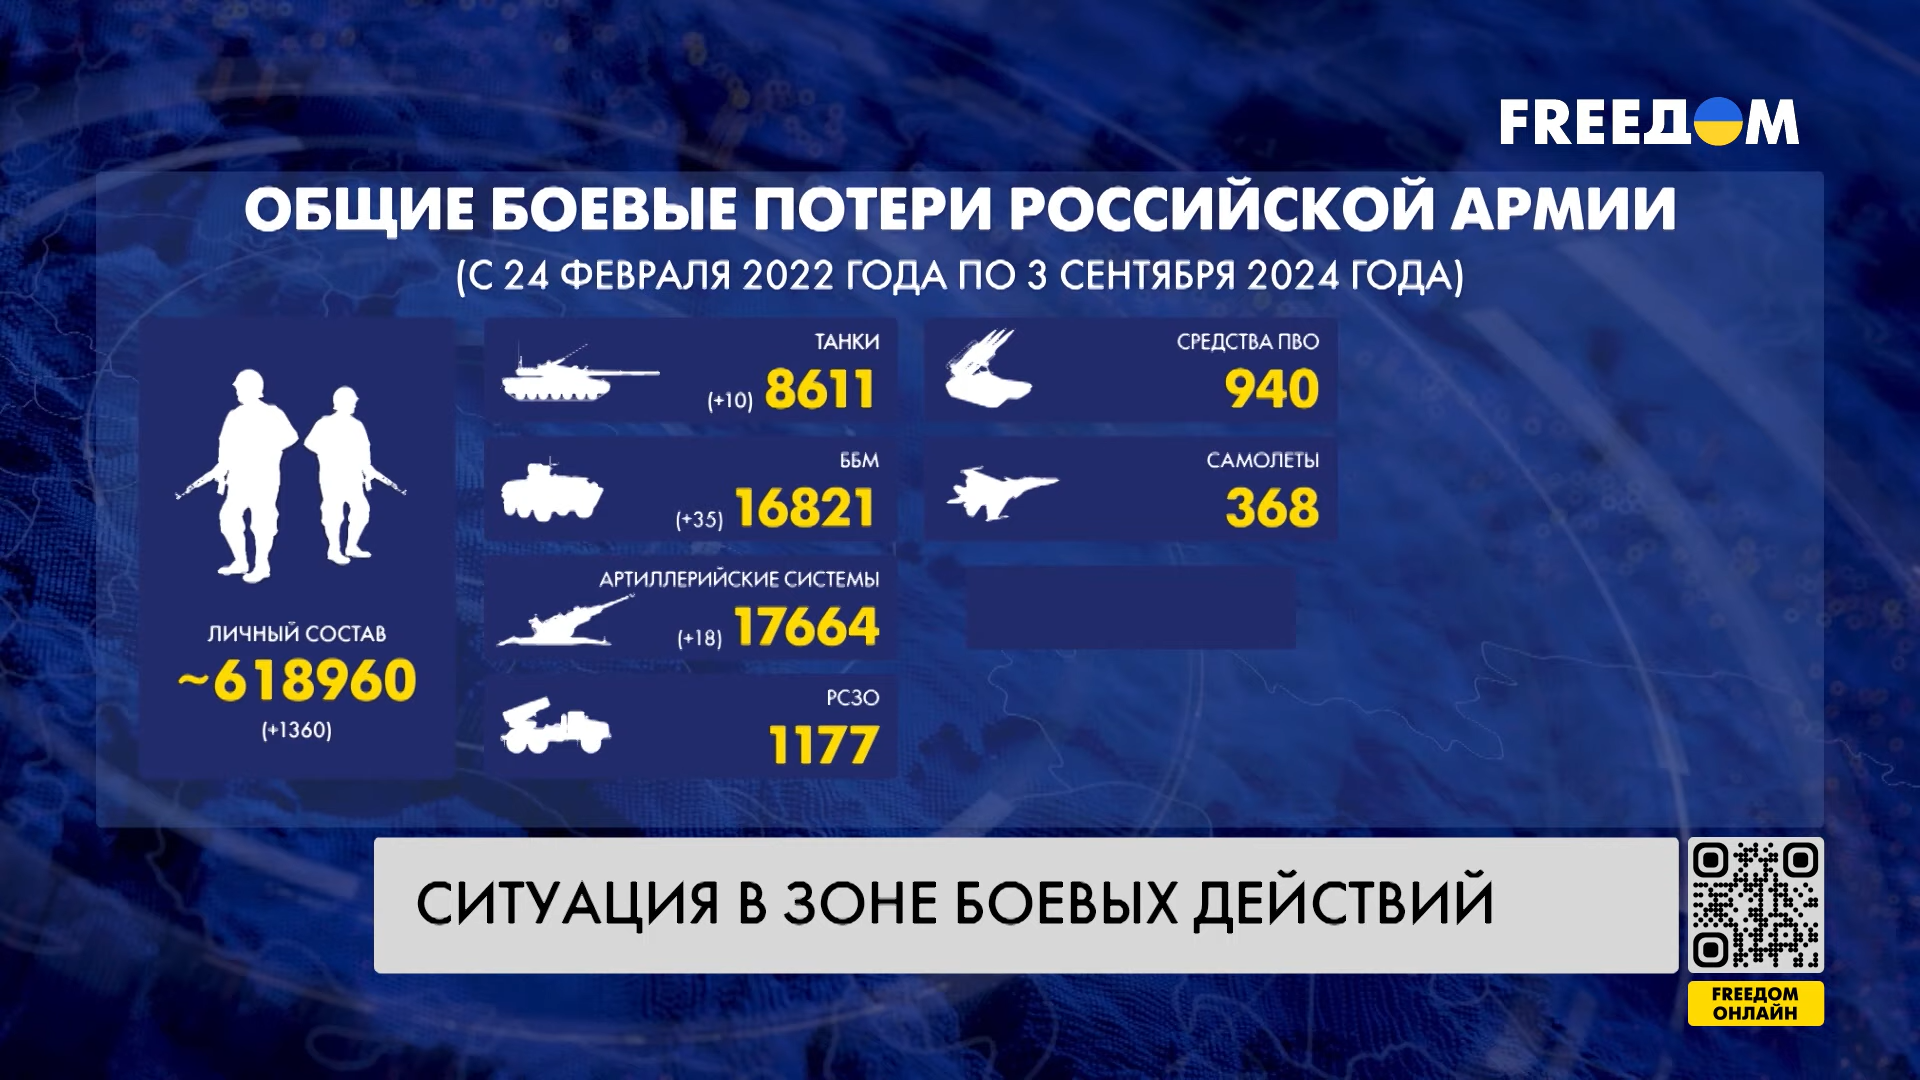 FREEДOM
ОБЩИЕ БОЕВЫЕ ПОТЕРИ РОССИЙСКОЙ АРМИИ
(С 24 ФЕВРАЛЯ 2022 ГОДА ПО 3 СЕНТЯБРЯ 2024 ГОДА)
ЛИЧНЫЙ СОСТАВ
~618960
(+1360)
ТАНКИ
(+10) 8611
ББМ
(+35) 16821
АРТИЛЛЕРИЙСКИЕ СИСТЕМЫ
(+18) 17664
РСЗО
1177
СРЕДСТВА ПВО
940
САМОЛЕТЫ
368
СИТУАЦИЯ В ЗОНЕ БОЕВЫХ ДЕЙСТВИЙ
FREEДOM
ОНЛАЙН